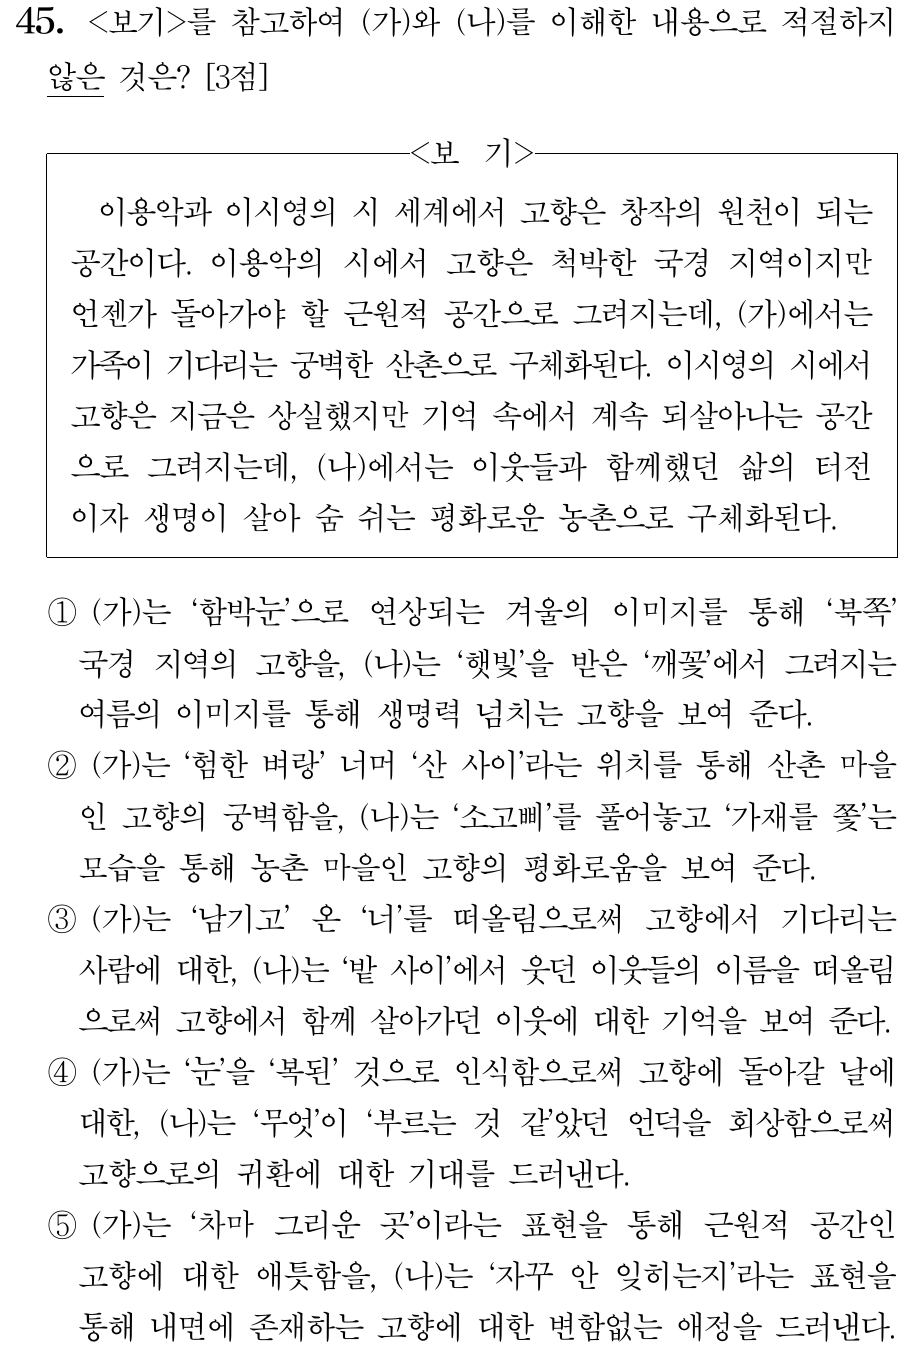 45. <보기>를 참고하여 (가)와 (나)를 이해한 내용으로 적절하지
않은 것은? [3점]
<보 기>
이용악과 이시영의 시 세계에서 고향은 창작의 원천이 되는
공간이다. 이용악의 시에서 고향은 척박한 국경 지역이지만
언젠가 돌아가야 할 근원적 공간으로 그려지는데, (가)에서는
가족이 기다리는 궁벽한 산촌으로 구체화된다. 이시영의 시에서
고향은 지금은 상실했지만 기억 속에서 계속 되살아나는 공간
으로 그려지는데, (나)에서는 이웃들과 함께했던 삶의 터전
이자 생명이 살아 숨 쉬는 평화로운 농촌으로 구체화된다.
① (가)는 ‘함박눈’으로 연상되는 겨울의 이미지를 통해 ‘북쪽’
국경 지역의 고향을, (나)는 ‘햇빛’을 받은 ‘깨꽃’에서 그려지는
여름의 이미지를 통해 생명력 넘치는 고향을 보여 준다.
② (가)는 ‘험한 벼랑’ 너머 ‘산 사이’라는 위치를 통해 산촌 마을
인 고향의 궁벽함을, (나)는 ‘소고삐’를 풀어놓고 ‘가재를 쫓’는
모습을 통해 농촌 마을인 고향의 평화로움을 보여 준다.
③ (가)는 ‘남기고’ 온 ‘너’를 떠올림으로써 고향에서 기다리는
사람에 대한, (나)는 ‘밭 사이’에서 웃던 이웃들의 이름을 떠올림
으로써 고향에서 함께 살아가던 이웃에 대한 기억을 보여 준다.
④ (가)는 ‘눈’을 ‘복된’ 것으로 인식함으로써 고향에 돌아갈 날에
대한, (나)는 ‘무엇’이 ‘부르는 것 같’았던 언덕을 회상함으로써
고향으로의 귀환에 대한 기대를 드러낸다.
⑤ (가)는 ‘차마 그리운 곳’이라는 표현을 통해 근원적 공간인
고향에 대한 애틋함을, (나)는 ‘자꾸 안 잊히는지’라는 표현을
통해 내면에 존재하는 고향에 대한 변함없는 애정을 드러낸다.